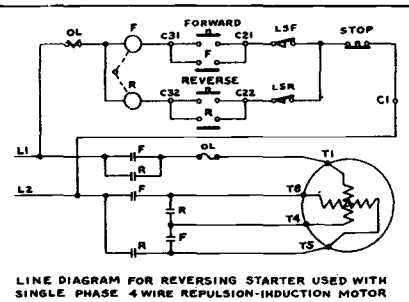 FORWARD
OL F C31 C21 LSF STOP
F
REVERSE
R C32 C22 LSR
R
C1
L1 F OL T1
R
L2 F T8
R T4
F
R T5
LINE DIAGRAM FOR REVERSING STARTER USED WITH
SINGLE PHASE 4 WIRE REPULSION-INDUCTION MOTOR